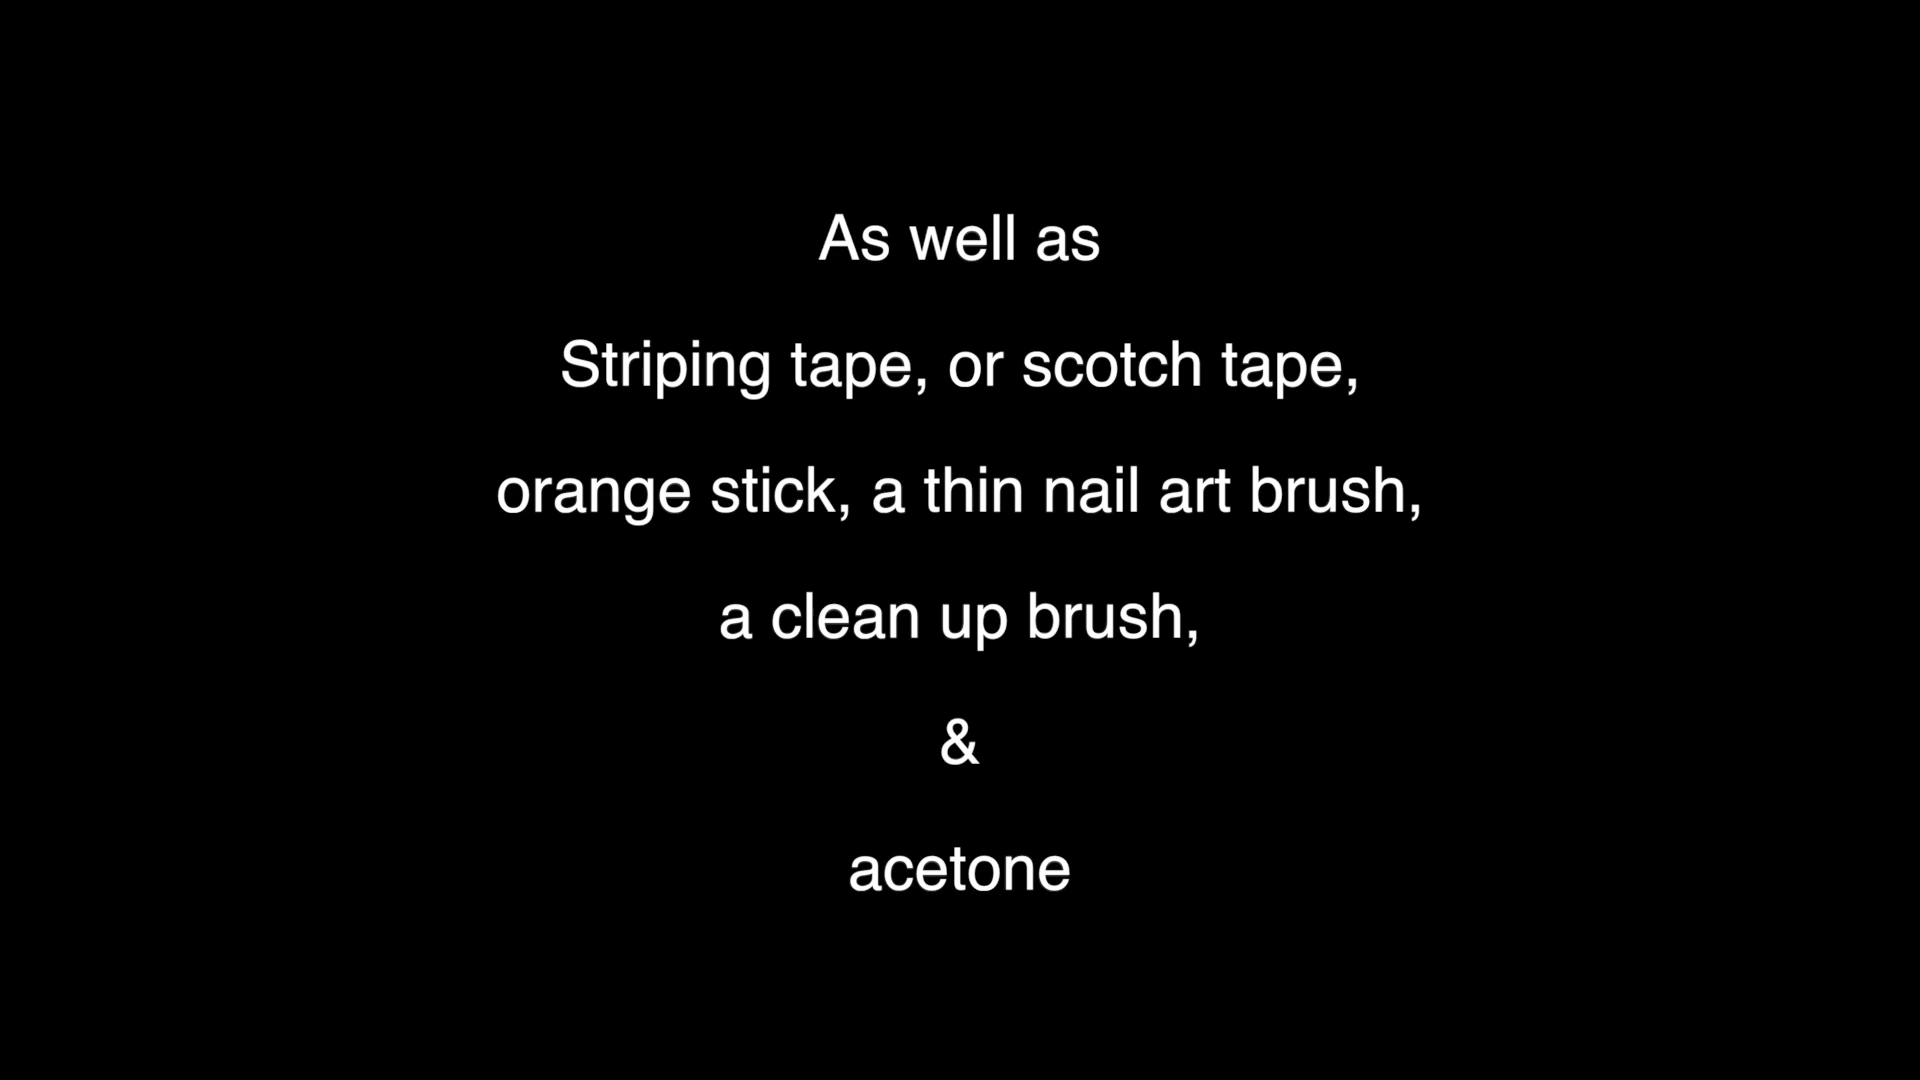 As well as
Striping tape, or scotch tape,
orange stick, a thin nail art brush,
a clean up brush,
&
acetone